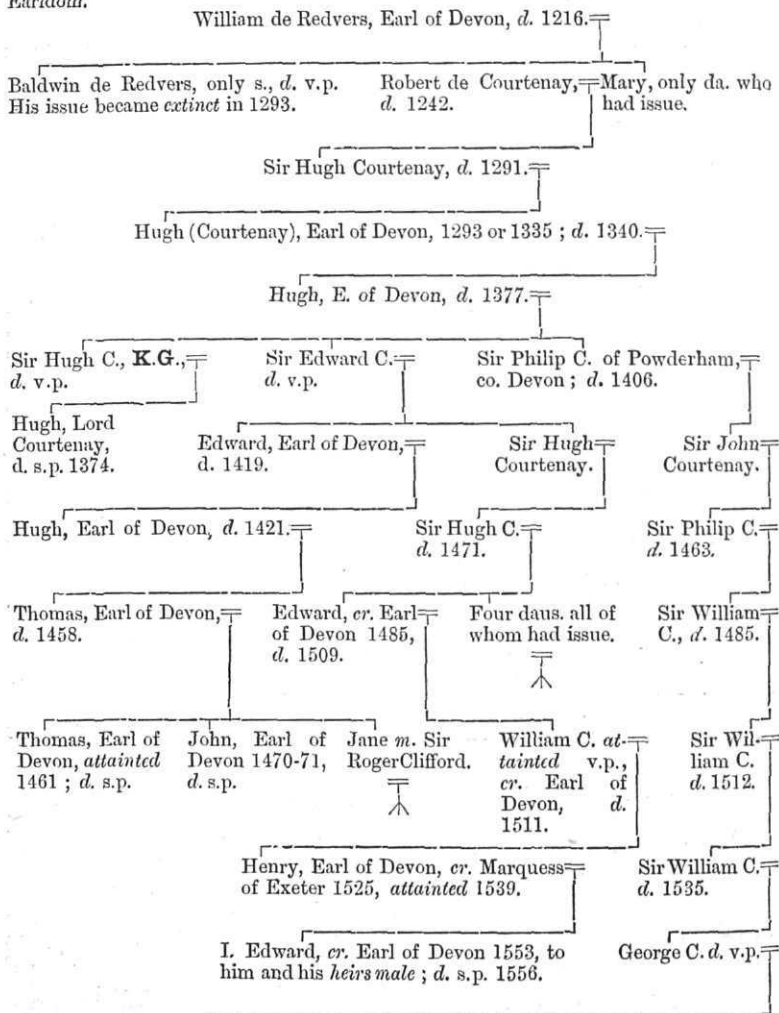 Earldom.
William de Redvers, Earl of Devon, d. 1216.
Baldwin de Redvers, only s., d. v.p.
His issue became extinct in 1293.
Robert de Courtenay,
d. 1242.
Mary, only da. who
had issue.
Sir Hugh Courtenay, d. 1291.
Hugh (Courtenay), Earl of Devon, 1293 or 1335 ; d. 1340.
Hugh, E. of Devon, d. 1377.
Sir Hugh C., K.G.,
d. v.p.
Sir Edward C.
d. v.p.
Sir Philip C. of Powderham,
co. Devon ; d. 1406.
Hugh, Lord
Courtenay,
d. s.p. 1374.
Edward, Earl of Devon,
d. 1419.
Sir Hugh
Courtenay.
Sir John
Courtenay.
Hugh, Earl of Devon, d. 1421.
Sir Hugh C.
d. 1471.
Sir Philip C.
d. 1463.
Thomas, Earl of Devon,
d. 1458.
Edward, cr. Earl
of Devon 1485,
d. 1509.
Four daus. all of
whom had issue.
Sir William
C., d. 1485.
Thomas, Earl of
Devon, attainted
1461 ; d. s.p.
John, Earl of
Devon 1470-71,
d. s.p.
Jane m. Sir
Roger Clifford.
William C. at-
tainted v.p.,
cr. Earl of
Devon, d.
1511.
Sir Wil-
liam C.
d. 1512.
Henry, Earl of Devon, cr. Marquess
of Exeter 1525, attainted 1539.
Sir William C.
d. 1535.
I. Edward, cr. Earl of Devon 1553, to
him and his heirs male ; d. s.p. 1556.
George C. d. v.p.